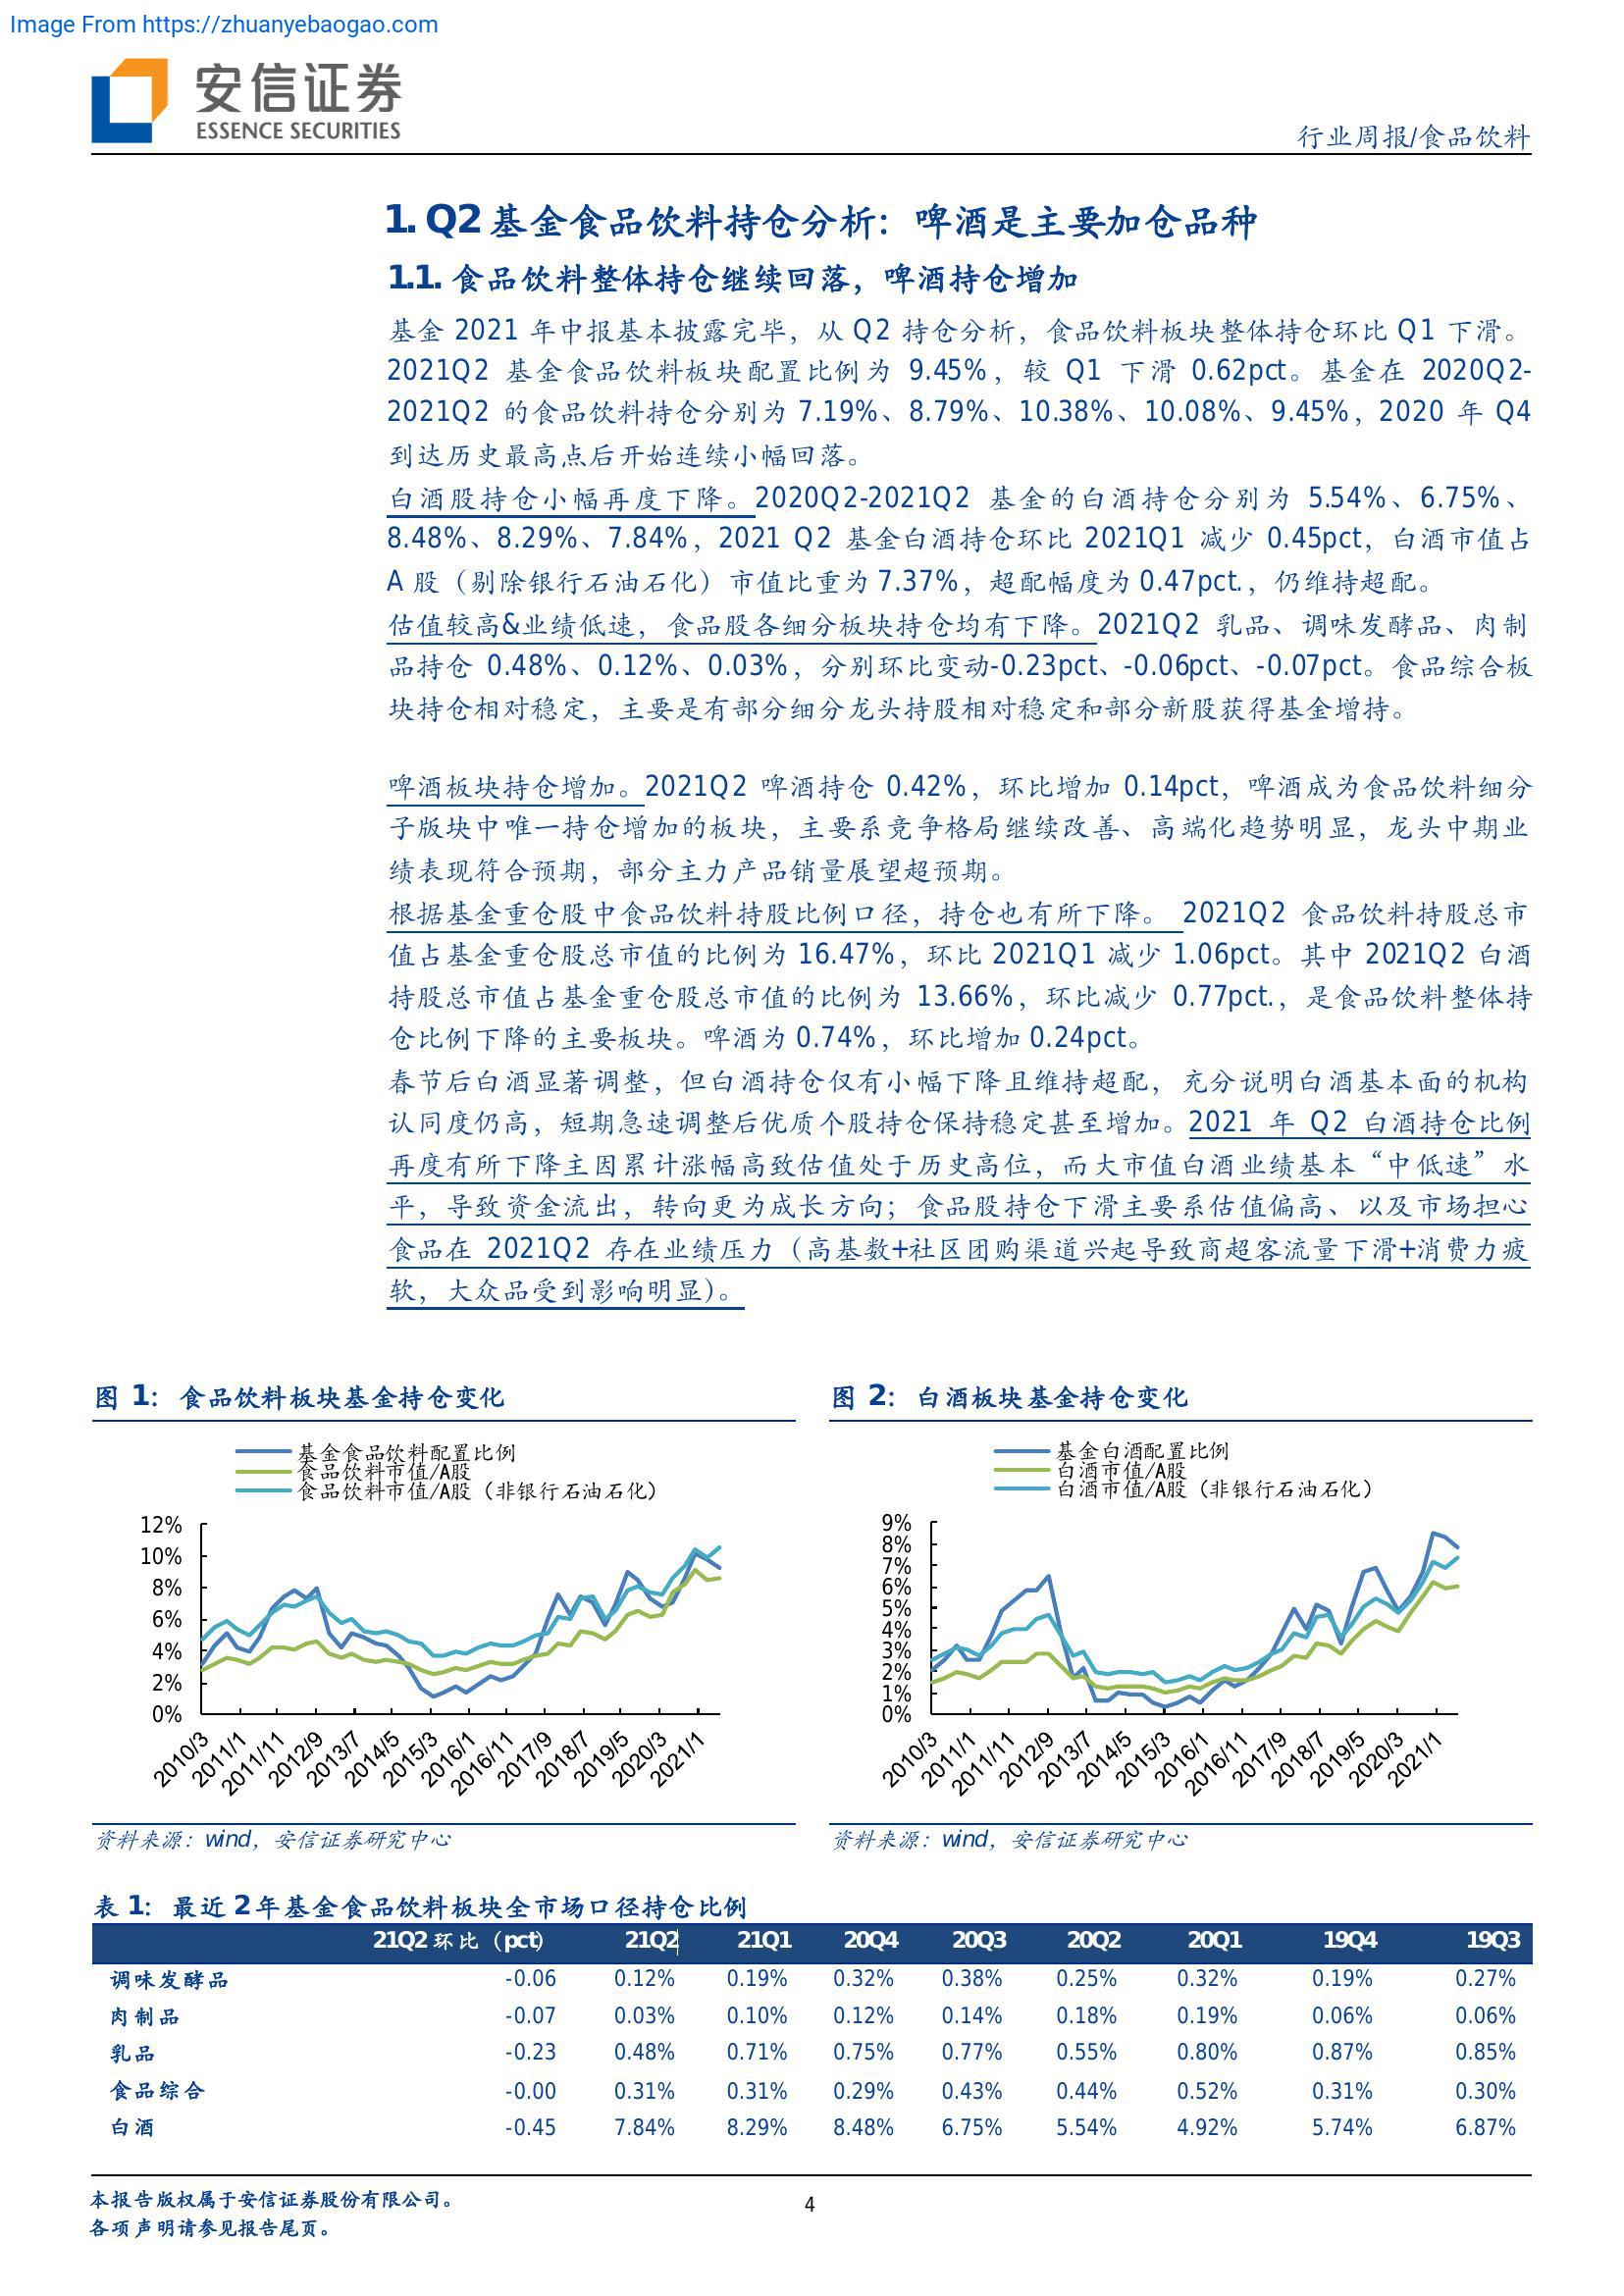 Image From https://zhuanyebaogao.com
安信证券
ESSENCE SECURITIES
行业周报/食品饮料
1. Q2 基金食品饮料持仓分析：啤酒是主要加仓品种
1.1. 食品饮料整体持仓继续回落，啤酒持仓增加
基金 2021 年中报基本披露完毕，从 Q2 持仓分析，食品饮料板块整体持仓环比 Q1 下滑。
2021Q2 基金食品饮料板块配置比例为 9.45%，较 Q1 下滑 0.62pct。基金在 2020Q2-
2021Q2 的食品饮料持仓分别为 7.19%、8.79%、10.38%、10.08%、9.45%，2020 年 Q4
到达历史最高点后开始连续小幅回落。
白酒股持仓小幅再度下降。2020Q2-2021Q2 基金的白酒持仓分别为 5.54%、6.75%、
8.48%、8.29%、7.84%，2021 Q2 基金白酒持仓环比 2021Q1 减少 0.45pct，白酒市值占
A 股（剔除银行石油石化）市值比重为 7.37%，超配幅度为 0.47pct.，仍维持超配。
估值较高&业绩低速，食品股各细分板块持仓均有下降。2021Q2 乳品、调味发酵品、肉制
品持仓 0.48%、0.12%、0.03%，分别环比变动-0.23pct、-0.06pct、-0.07pct。食品综合板
块持仓相对稳定，主要是有部分细分龙头持股相对稳定和部分新股获得基金增持。
啤酒板块持仓增加。2021Q2 啤酒持仓 0.42%，环比增加 0.14pct，啤酒成为食品饮料细分
子版块中唯一持仓增加的板块，主要系竞争格局继续改善、高端化趋势明显，龙头中期业
绩表现符合预期，部分主力产品销量展望超预期。
根据基金重仓股中食品饮料持股比例口径，持仓也有所下降。 2021Q2 食品饮料持股总市
值占基金重仓股总市值的比例为 16.47%，环比 2021Q1 减少 1.06pct。其中 2021Q2 白酒
持股总市值占基金重仓股总市值的比例为 13.66%，环比减少 0.77pct.，是食品饮料整体持
仓比例下降的主要板块。啤酒为 0.74%，环比增加 0.24pct。
春节后白酒显著调整，但白酒持仓仅有小幅下降且维持超配，充分说明白酒基本面的机构
认同度仍高，短期急速调整后优质个股持仓保持稳定甚至增加。2021 年 Q2 白酒持仓比例
再度有所下降主因累计涨幅高致估值处于历史高位，而大市值白酒业绩基本“中低速”水
平，导致资金流出，转向更为成长方向；食品股持仓下滑主要系估值偏高、以及市场担心
食品在 2021Q2 存在业绩压力（高基数+社区团购渠道兴起导致商超客流量下滑+消费力疲
软，大众品受到影响明显）。
图 1：食品饮料板块基金持仓变化
基金食品饮料配置比例
食品饮料市值/A股
食品饮料市值/A股（非银行石油石化）
12%
10%
8%
6%
4%
2%
0%
2010/3 2011/1 2011/11 2012/9 2013/7 2014/5 2015/3 2016/1 2016/11 2017/9 2018/7 2019/5 2020/3 2021/1
资料来源：wind，安信证券研究中心
图 2：白酒板块基金持仓变化
基金白酒配置比例
白酒市值/A股
白酒市值/A股（非银行石油石化）
9%
8%
7%
6%
5%
4%
3%
2%
1%
0%
2010/3 2011/1 2011/11 2012/9 2013/7 2014/5 2015/3 2016/1 2016/11 2017/9 2018/7 2019/5 2020/3 2021/1
资料来源：wind，安信证券研究中心
表 1：最近 2 年基金食品饮料板块全市场口径持仓比例
21Q2 环比（pct） 21Q2 21Q1 20Q4 20Q3 20Q2 20Q1 19Q4 19Q3
调味发酵品 -0.06 0.12% 0.19% 0.32% 0.38% 0.25% 0.32% 0.19% 0.27%
肉制品 -0.07 0.03% 0.10% 0.12% 0.14% 0.18% 0.19% 0.06% 0.06%
乳品 -0.23 0.48% 0.71% 0.75% 0.77% 0.55% 0.80% 0.87% 0.85%
食品综合 -0.00 0.31% 0.31% 0.29% 0.43% 0.44% 0.52% 0.31% 0.30%
白酒 -0.45 7.84% 8.29% 8.48% 6.75% 5.54% 4.92% 5.74% 6.87%
本报告版权属于安信证券股份有限公司。
各项声明请参见报告尾页。
4